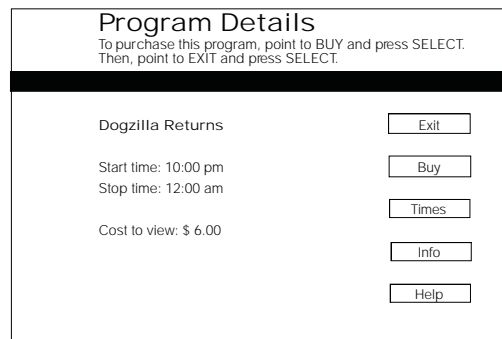 Program Details
To purchase this program, point to BUY and press SELECT.
Then, point to EXIT and press SELECT.
Dogzilla Returns
Exit
Start time: 10:00 pm
Buy
Stop time: 12:00 am
Times
Cost to view: $ 6.00
Info
Help